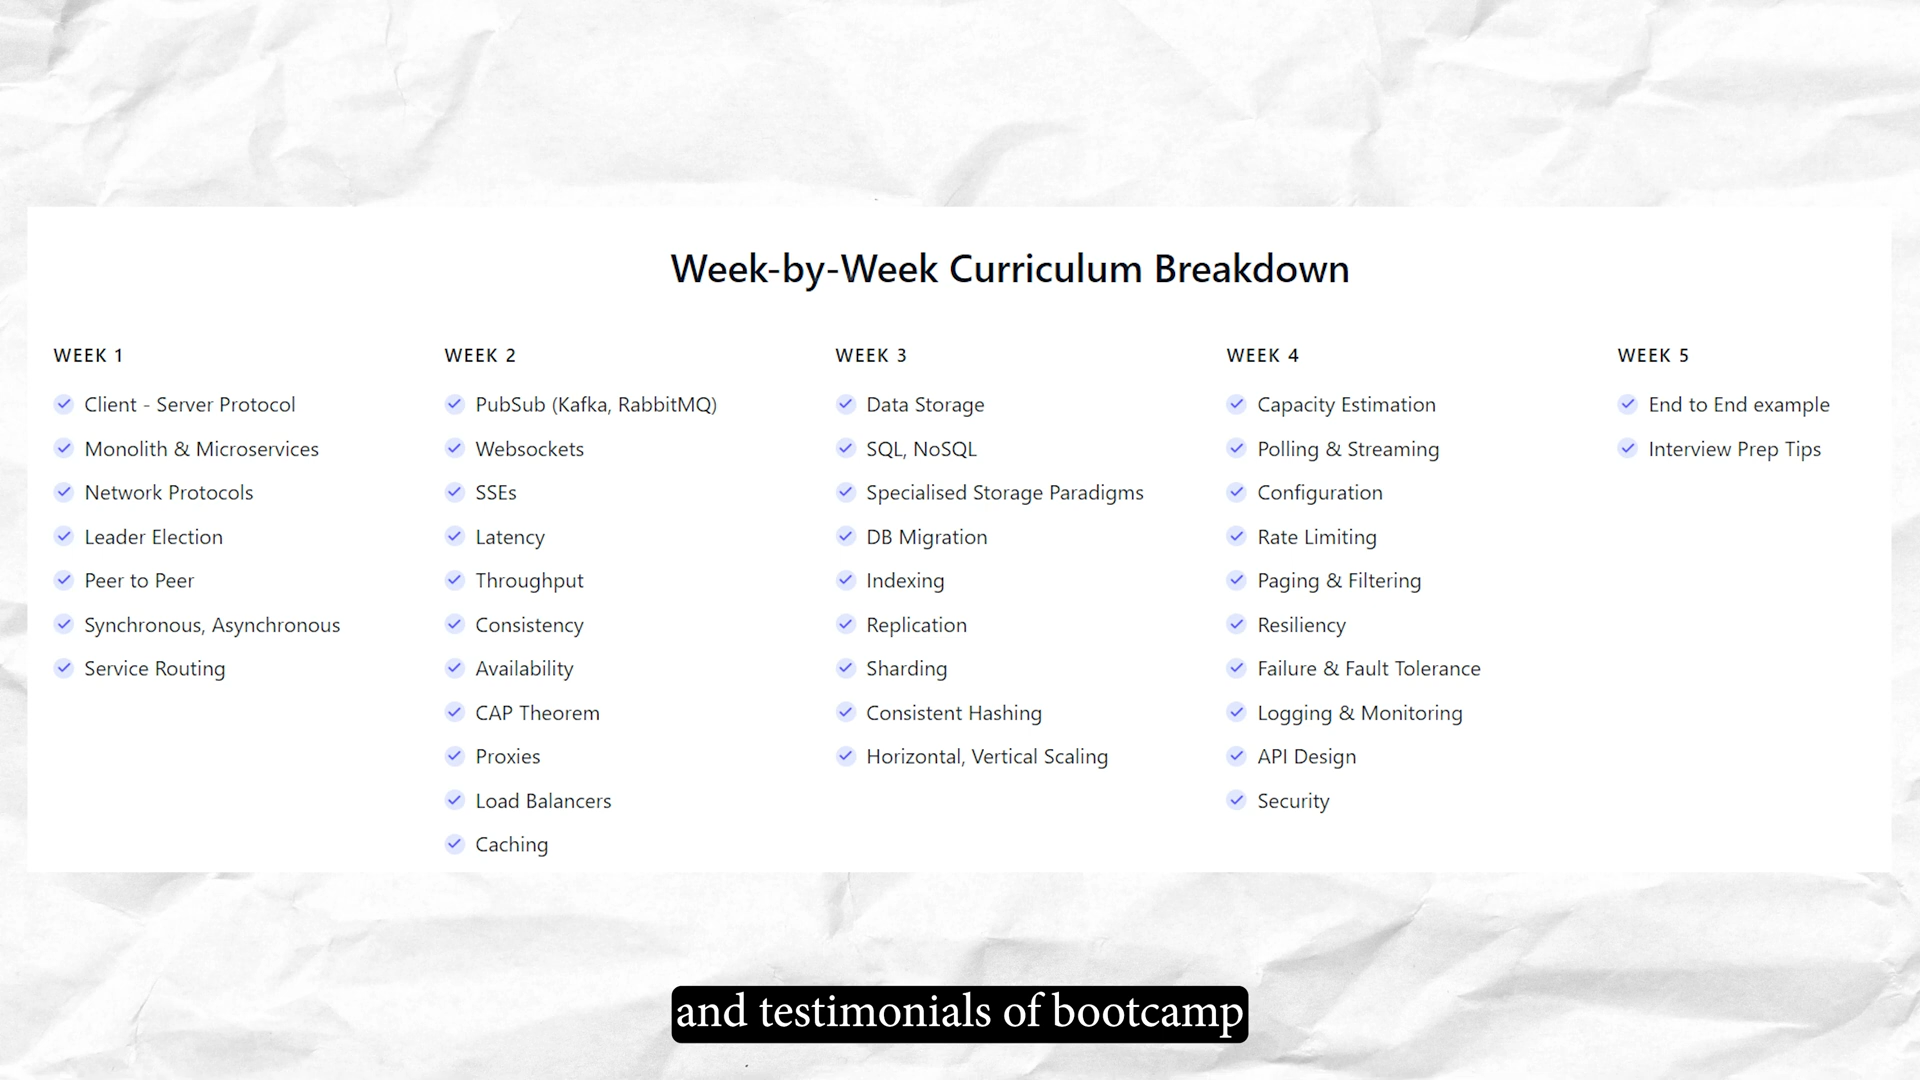 Week-by-Week Curriculum Breakdown
WEEK 1
Client - Server Protocol
Monolith & Microservices
Network Protocols
Leader Election
Peer to Peer
Synchronous, Asynchronous
Service Routing
WEEK 2
PubSub (Kafka, RabbitMQ)
Websockets
SSEs
Latency
Throughput
Consistency
Availability
CAP Theorem
Proxies
Load Balancers
Caching
WEEK 3
Data Storage
SQL, NoSQL
Specialised Storage Paradigms
DB Migration
Indexing
Replication
Sharding
Consistent Hashing
Horizontal, Vertical Scaling
WEEK 4
Capacity Estimation
Polling & Streaming
Configuration
Rate Limiting
Paging & Filtering
Resiliency
Failure & Fault Tolerance
Logging & Monitoring
API Design
Security
WEEK 5
End to End example
Interview Prep Tips
and testimonials of bootcamp